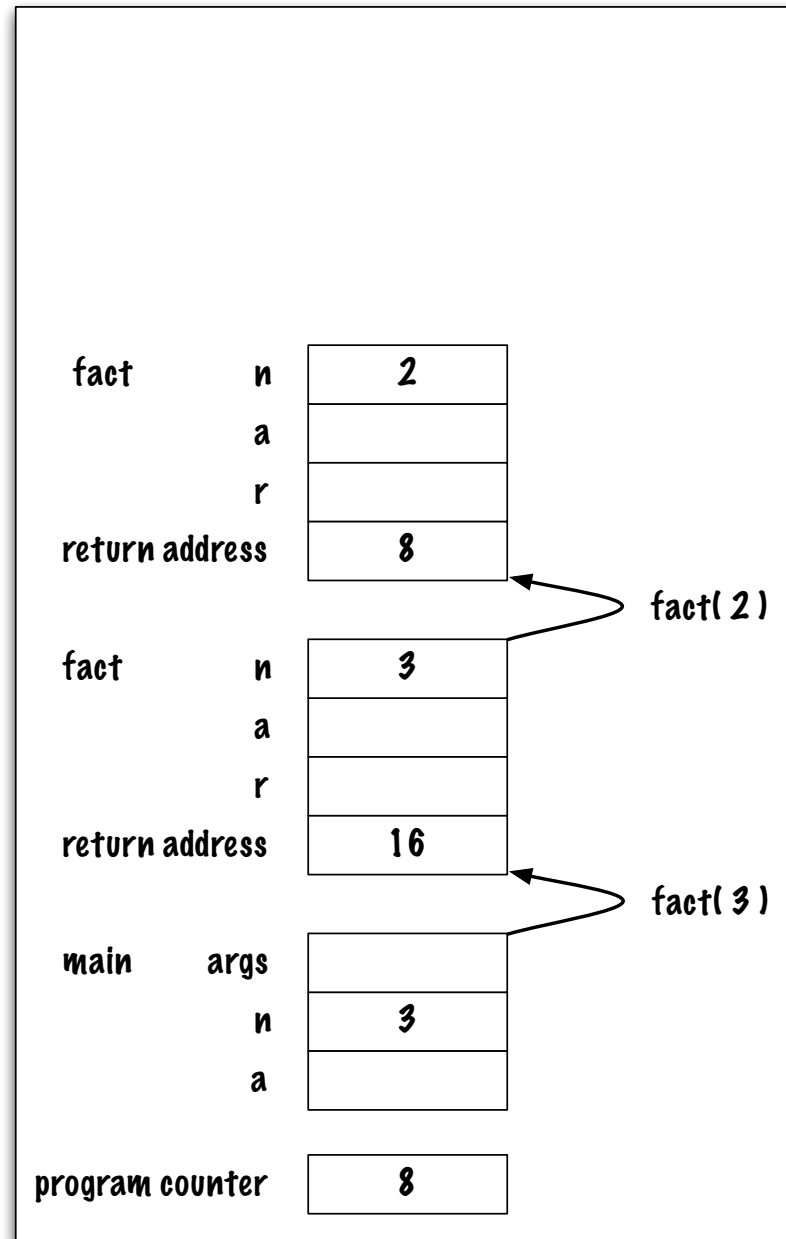 fact n 2
a
r
return address 8
fact( 2 )
fact n 3
a
r
return address 16
fact( 3 )
main args
n 3
a
program counter 8